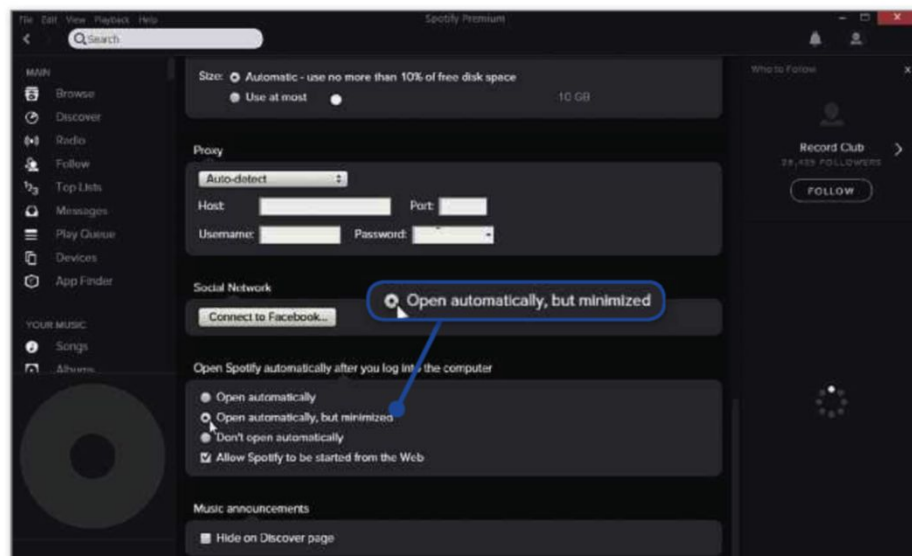 File Edit View Playback Help
Spotify Premium
Search
MAIN
Browse
Discover
Radio
Follow
Top Lists
Messages
Play Queue
Devices
App Finder
YOUR MUSIC
Songs
Albums
Size: Automatic - use no more than 10% of free disk space
Use at most 10 GB
Proxy
Auto-detect
Host: Port:
Username: Password:
Social Network
Connect to Facebook...
Open automatically, but minimized
Open Spotify automatically after you log into the computer
Open automatically
Open automatically, but minimized
Don't open automatically
Allow Spotify to be started from the Web
Music announcements
Hide on Discover page
Who to Follow
Record Club
FOLLOWERS
FOLLOW